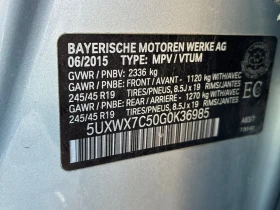 BAYERISCHE MOTOREN WERKE AG
06/2015 TYPE: MPV / VTUM
GVWR / PNBV: 2336 kg
GAWR / PNBE: FRONT / AVANT - 1120 kg WITH/AVEC
245/45 R19 TIRES/PNEUS, 8.5J x 19 RIMS/JANTES
GAWR / PNBE: REAR / ARRIERE - 1270 kg WITH/AVEC
245/45 R19 TIRES/PNEUS, 8.5J x 19 RIMS/JANTES
EC
5UXWX7C50G0K36985